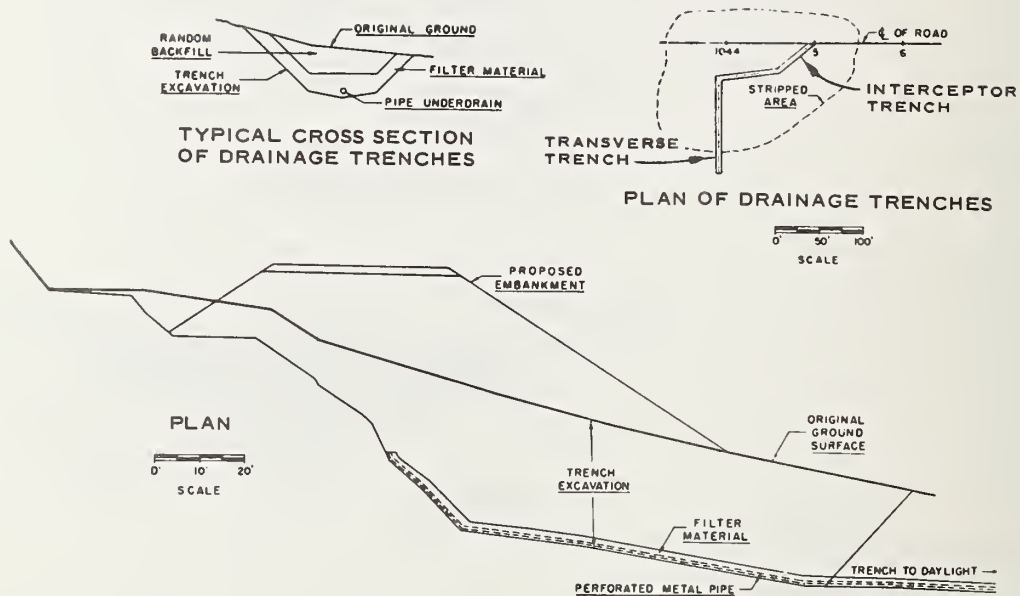 ORIGINAL GROUND
RANDOM
BACKFILL
TRENCH
EXCAVATION
FILTER MATERIAL
PIPE UNDERDRAIN
TYPICAL CROSS SECTION
OF DRAINAGE TRENCHES
℄ OF ROAD
1044
5
6
STRIPPED
AREA
INTERCEPTOR
TRENCH
TRANSVERSE
TRENCH
PLAN OF DRAINAGE TRENCHES
0' 50' 100'
SCALE
PROPOSED
EMBANKMENT
PLAN
0' 10' 20'
SCALE
ORIGINAL
GROUND
SURFACE
TRENCH
EXCAVATION
FILTER
MATERIAL
TRENCH TO DAYLIGHT
PERFORATED METAL PIPE